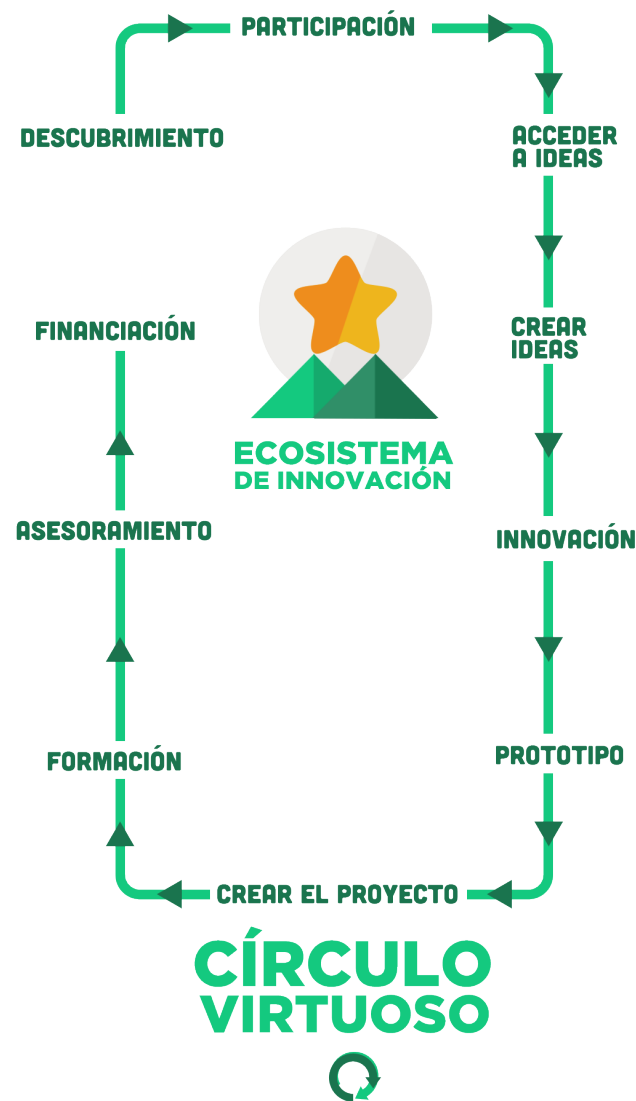 PARTICIPACIÓN
DESCUBRIMIENTO
ACCEDER
A IDEAS
FINANCIACIÓN
CREAR
IDEAS
ECOSISTEMA
DE INNOVACIÓN
ASESORAMIENTO
INNOVACIÓN
FORMACIÓN
PROTOTIPO
CREAR EL PROYECTO
CÍRCULO
VIRTUOSO